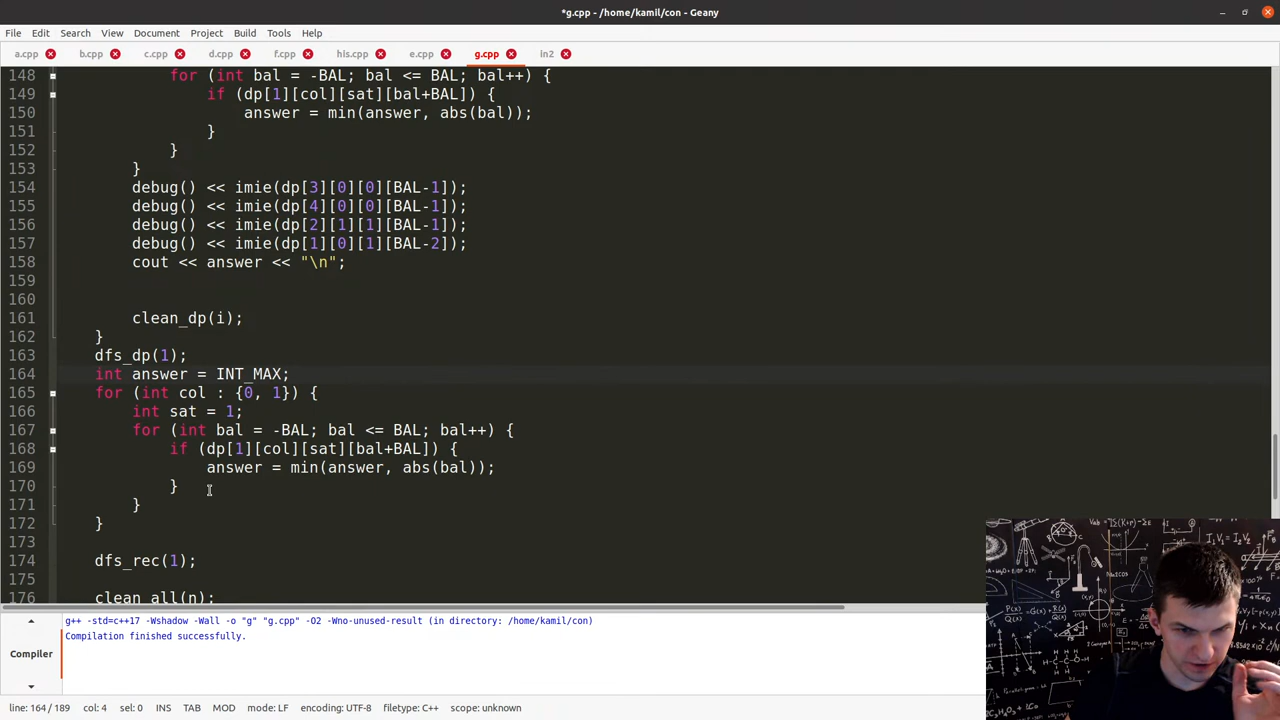 *g.cpp - /home/kamil/con - Geany
File Edit Search View Document Project Build Tools Help
a.cpp b.cpp c.cpp d.cpp f.cpp his.cpp e.cpp g.cpp in2
148 for (int bal = -BAL; bal <= BAL; bal++) {
149 if (dp[1][col][sat][bal+BAL]) {
150 answer = min(answer, abs(bal));
151 }
152 }
153 }
154 debug() << imie(dp[3][0][0][BAL-1]);
155 debug() << imie(dp[4][0][0][BAL-1]);
156 debug() << imie(dp[2][1][1][BAL-1]);
157 debug() << imie(dp[1][0][1][BAL-2]);
158 cout << answer << "\n";
159
160
161 clean_dp(i);
162 }
163 dfs_dp(1);
164 int answer = INT_MAX;
165 for (int col : {0, 1}) {
166 int sat = 1;
167 for (int bal = -BAL; bal <= BAL; bal++) {
168 if (dp[1][col][sat][bal+BAL]) {
169 answer = min(answer, abs(bal));
170 }
171 }
172 }
173
174 dfs_rec(1);
175
176 clean_all(n);
g++ -std=c++17 -Wshadow -Wall -o "g" "g.cpp" -O2 -Wno-unused-result (in directory: /home/kamil/con)
Compilation finished successfully.
Compiler
line: 164 / 189 col: 4 sel: 0 INS TAB MOD mode: LF encoding: UTF-8 filetype: C++ scope: unknown